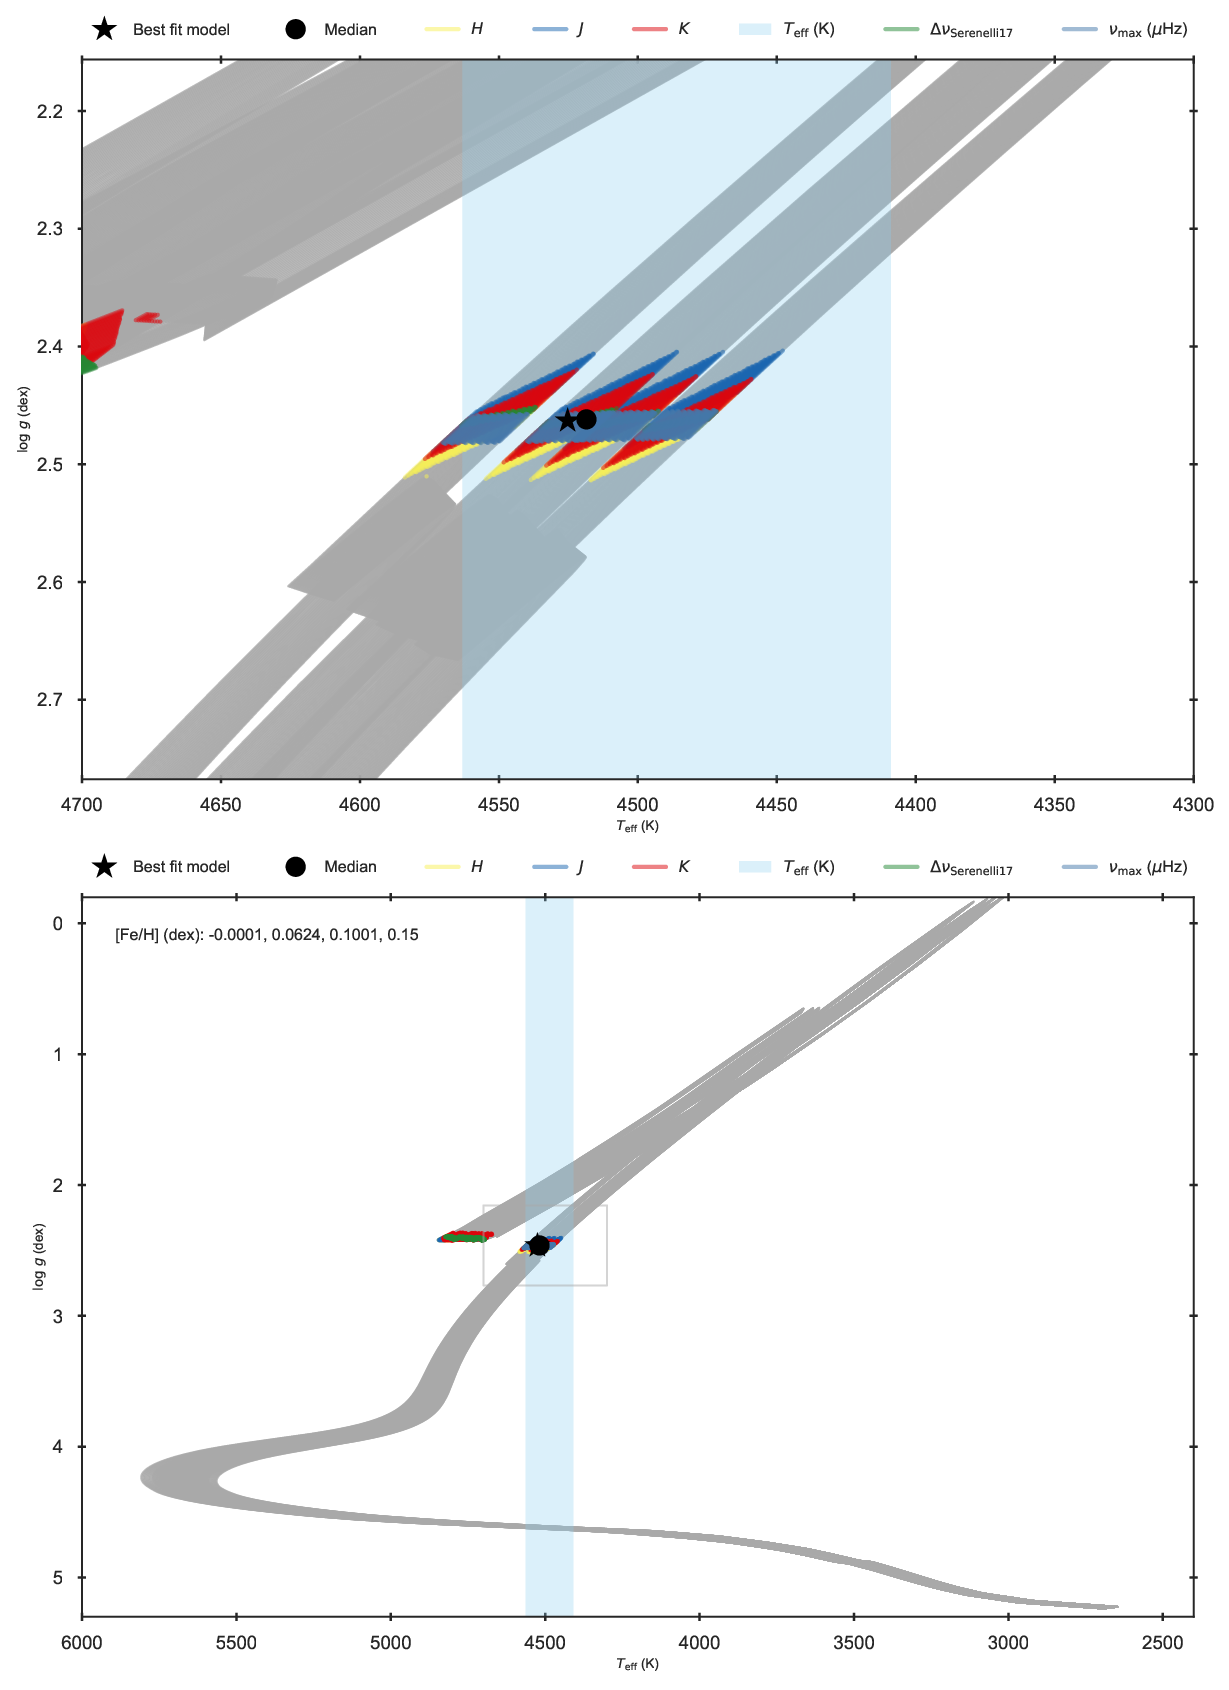 Best fit model Median H J K Teff (K) ΔνSerenelli17 νmax (μHz)
2.2
2.3
2.4
2.5
2.6
2.7
log g (dex)
4700 4650 4600 4550 4500 4450 4400 4350 4300
Teff (K)
Best fit model Median H J K Teff (K) ΔνSerenelli17 νmax (μHz)
[Fe/H] (dex): -0.0001, 0.0624, 0.1001, 0.15
0
1
2
3
4
5
log g (dex)
6000 5500 5000 4500 4000 3500 3000 2500
Teff (K)